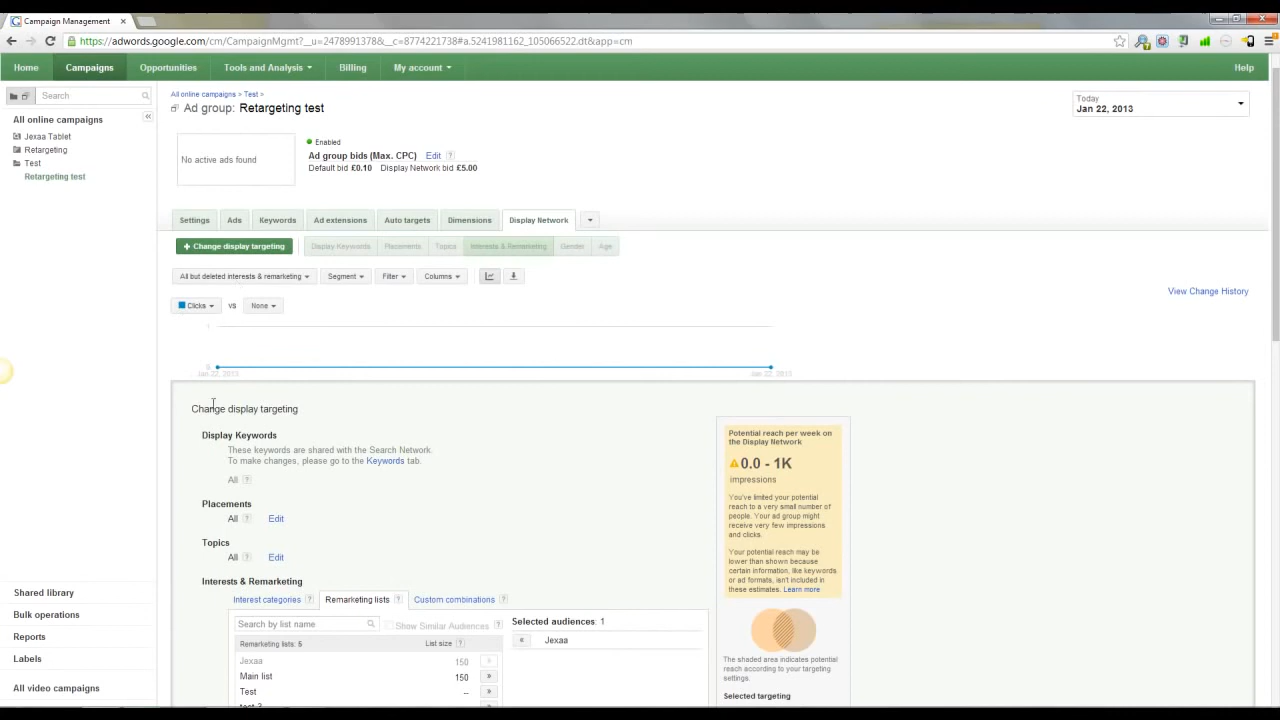 Campaign Management
https://adwords.google.com/cm/CampaignMgmt?__u=2478991378&__c=8774221738#a.5241981162_105066522.dt&app=cm
Home Campaigns Opportunities Tools and Analysis Billing My account Help
Search
All online campaigns
Jexaa Tablet
Retargeting
Test
Retargeting test
Shared library
Bulk operations
Reports
Labels
All video campaigns
All online campaigns > Test >
Ad group: Retargeting test
Today
Jan 22, 2013
No active ads found
Enabled
Ad group bids (Max. CPC) Edit ?
Default bid £0.10 Display Network bid £5.00
Settings Ads Keywords Ad extensions Auto targets Dimensions Display Network
+ Change display targeting Display Keywords Placements Topics Interests & Remarketing Gender Age
All but deleted interests & remarketing Segment Filter Columns
View Change History
Clicks vs None
Jan 22, 2013 Jan 22, 2013
Change display targeting
Display Keywords
These keywords are shared with the Search Network.
To make changes, please go to the Keywords tab.
All ?
Placements
All ? Edit
Topics
All ? Edit
Interests & Remarketing
Interest categories ? Remarketing lists ? Custom combinations ?
Search by list name Show Similar Audiences ?
Remarketing lists: 5 List size ?
Jexaa 150 »
Main list 150 »
Test -- »
Selected audiences: 1
« Jexaa
Potential reach per week on
the Display Network
0.0 - 1K
impressions
You've limited your potential
reach to a very small number of
people. Your ad group might
receive very few impressions
and clicks.
Your potential reach may be
lower than shown because
certain information, like keywords
or ad formats, isn't included in
these estimates. Learn more
The shaded area indicates potential
reach according to your targeting
settings.
Selected targeting